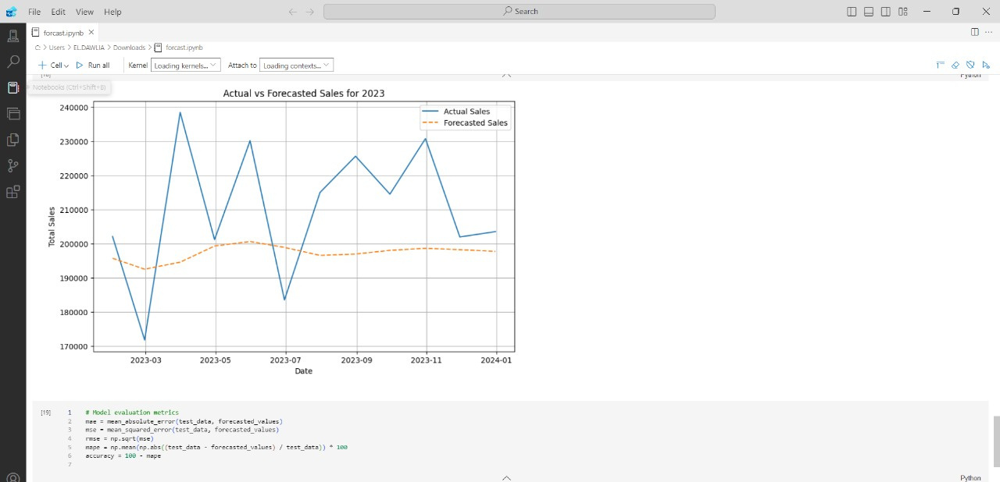 File Edit View Help
Search
forcast.ipynb
C: > Users > EL.DAWLIA > Downloads > forcast.ipynb
Cell Run all Kernel Loading kernels... Attach to Loading contexts...
Notebooks (Ctrl+Shift+B)
Python
Actual vs Forecasted Sales for 2023
Actual Sales
Forecasted Sales
240000
230000
220000
210000
200000
190000
180000
170000
Total Sales
2023-03 2023-05 2023-07 2023-09 2023-11 2024-01
Date
[19]
1 # Model evaluation metrics
2 mae = mean_absolute_error(test_data, forecasted_values)
3 mse = mean_squared_error(test_data, forecasted_values)
4 rmse = np.sqrt(mse)
5 mape = np.mean(np.abs((test_data - forecasted_values) / test_data)) * 100
6 accuracy = 100 - mape
7
Python